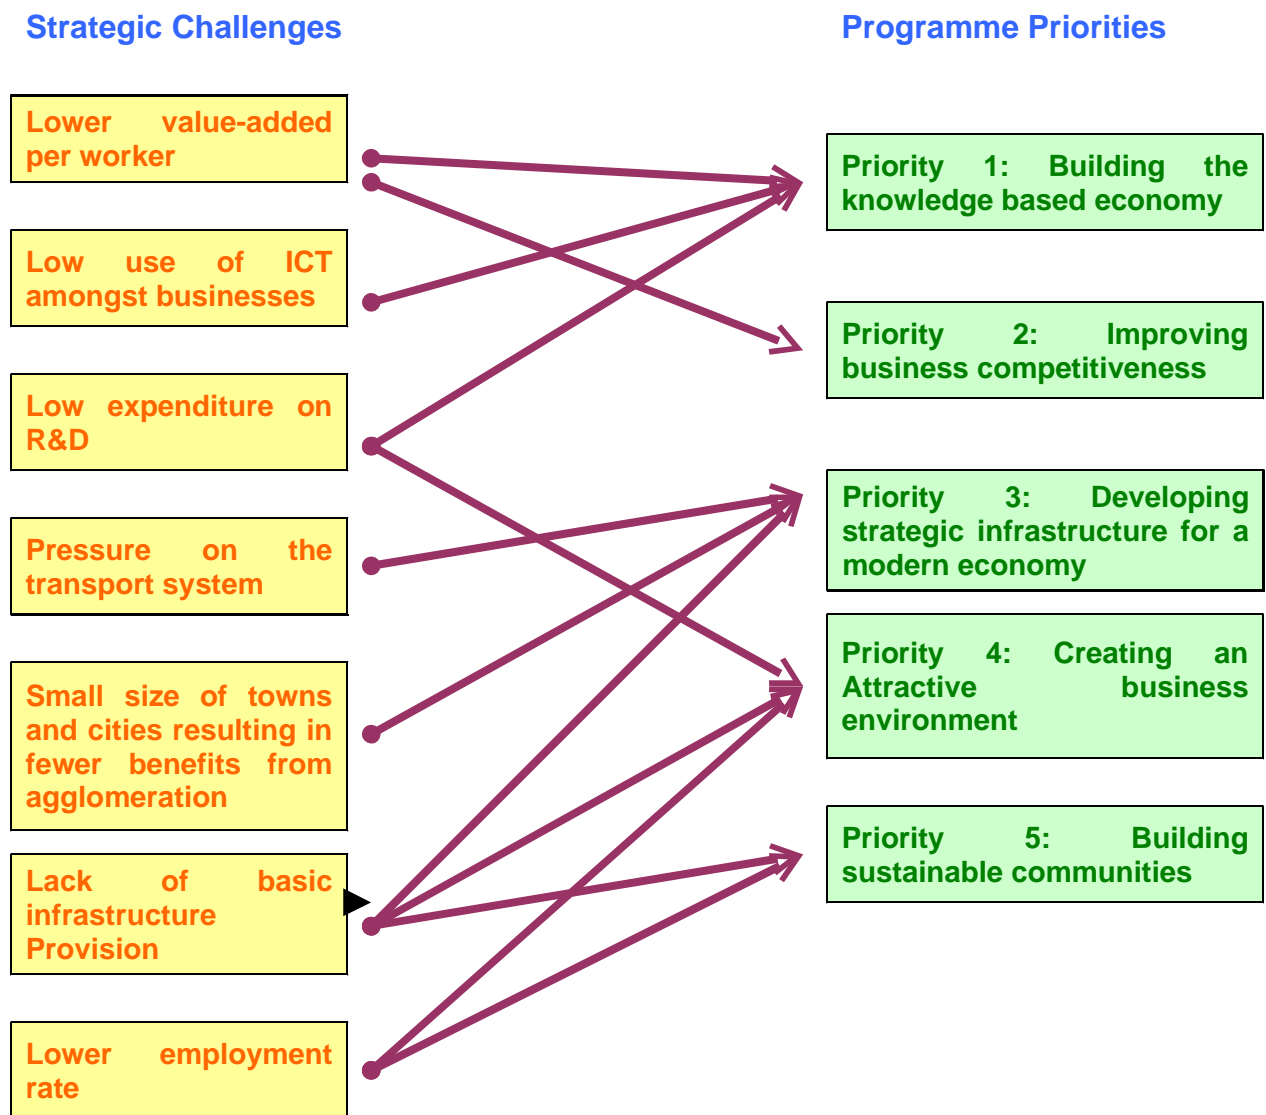 Strategic Challenges
Programme Priorities
Lower value-added
per worker
Low use of ICT
amongst businesses
Low expenditure on
R&D
Pressure on the
transport system
Small size of towns
and cities resulting in
fewer benefits from
agglomeration
Lack of basic
infrastructure
Provision
Lower employment
rate
Priority 1: Building the
knowledge based economy
Priority 2: Improving
business competitiveness
Priority 3: Developing
strategic infrastructure for a
modern economy
Priority 4: Creating an
Attractive business
environment
Priority 5: Building
sustainable communities